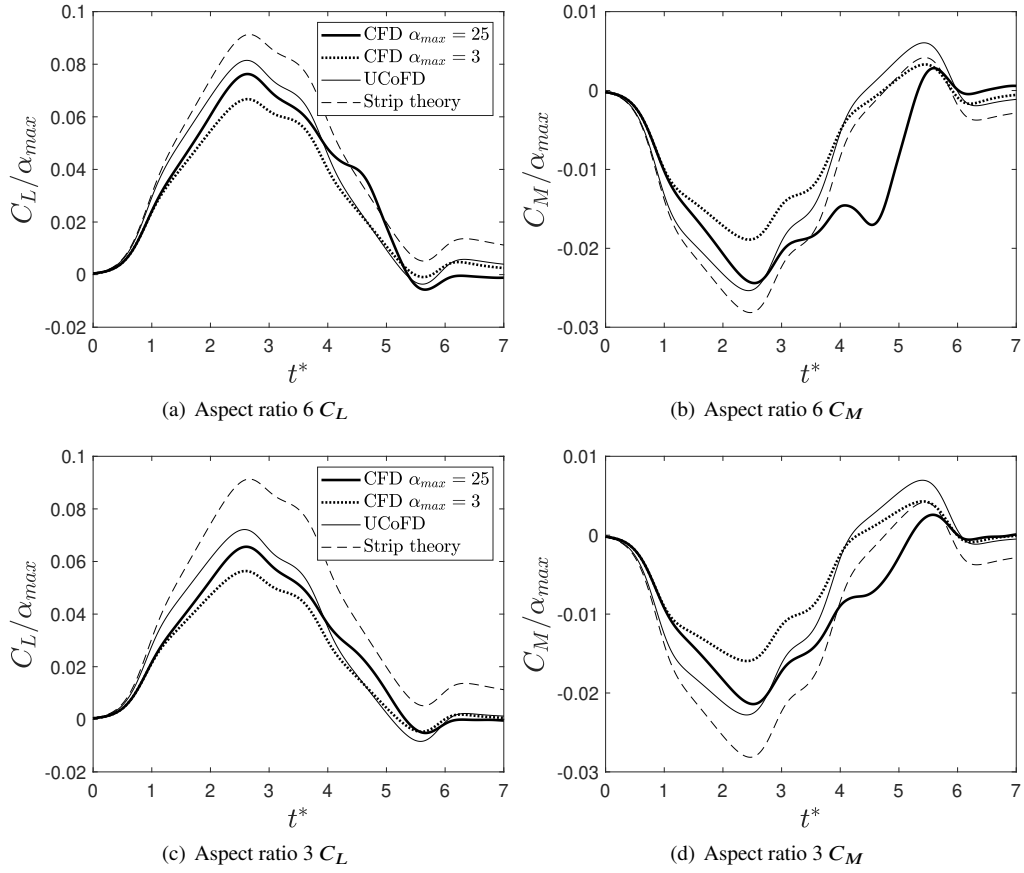 0.1
0.08
0.06
0.04
0.02
0
-0.02
C_L/α_max
0 1 2 3 4 5 6 7
t*
CFD α_max = 25
CFD α_max = 3
UCoFD
Strip theory
(a) Aspect ratio 6 C_L
0.01
0
-0.01
-0.02
-0.03
C_M/α_max
0 1 2 3 4 5 6 7
t*
(b) Aspect ratio 6 C_M
0.1
0.08
0.06
0.04
0.02
0
-0.02
C_L/α_max
0 1 2 3 4 5 6 7
t*
CFD α_max = 25
CFD α_max = 3
UCoFD
Strip theory
(c) Aspect ratio 3 C_L
0.01
0
-0.01
-0.02
-0.03
C_M/α_max
0 1 2 3 4 5 6 7
t*
(d) Aspect ratio 3 C_M